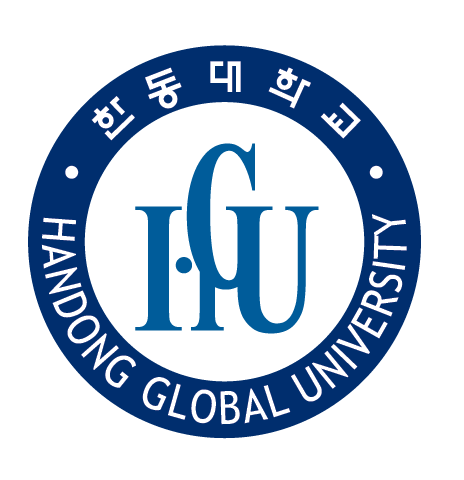 한동대학교
HGU
HANDONG GLOBAL UNIVERSITY